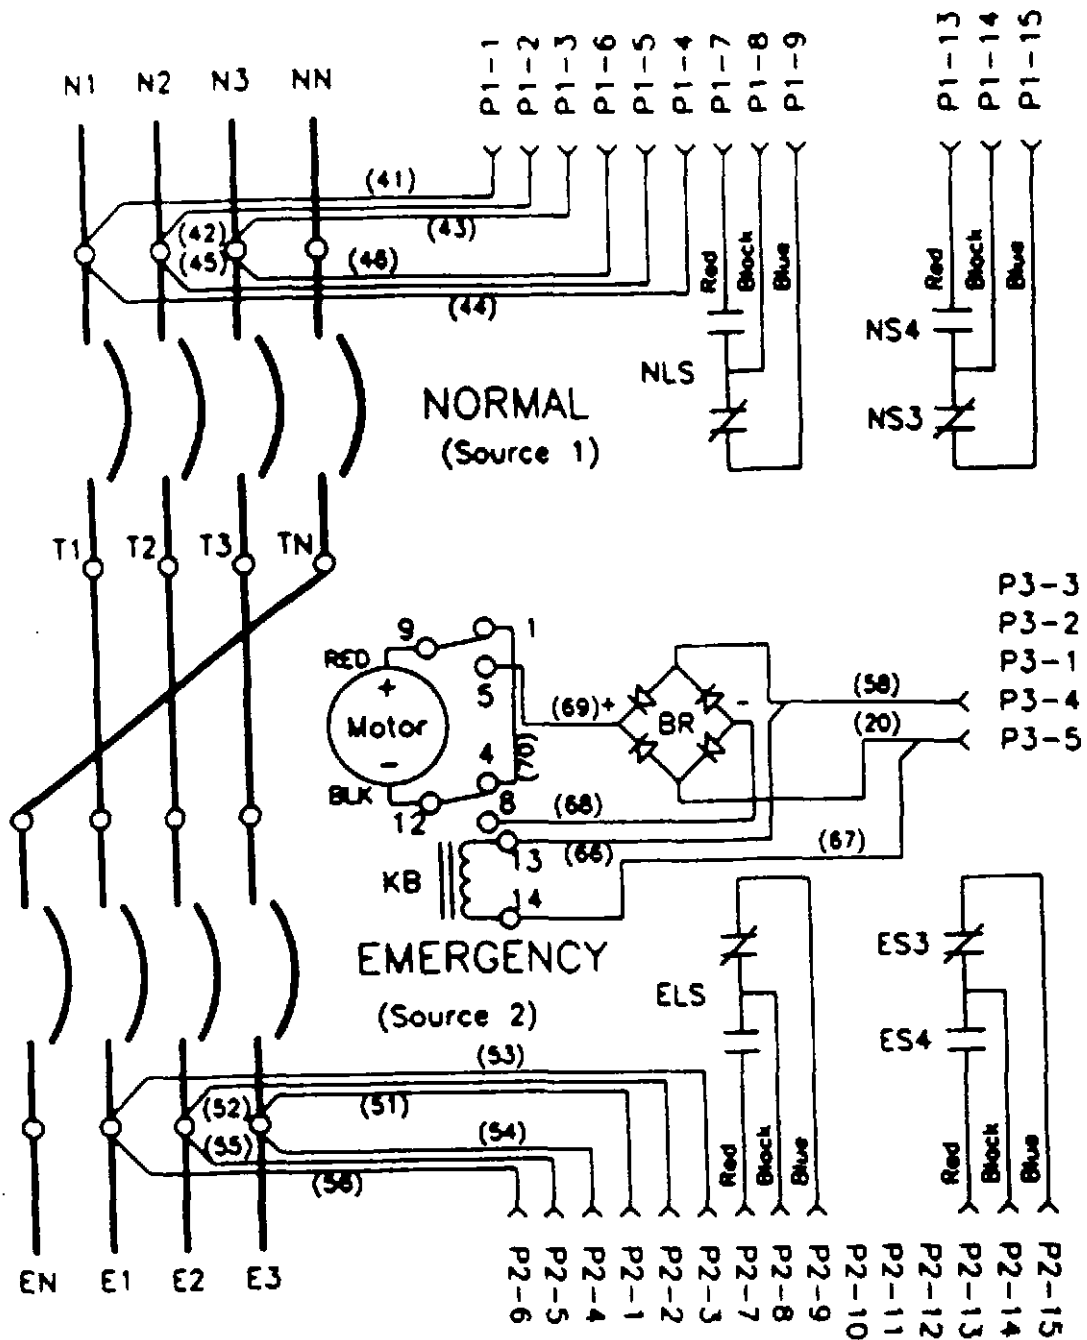 N1 N2 N3 NN
P1-1 P1-2 P1-3 P1-6 P1-5 P1-4 P1-7 P1-8 P1-9
P1-13 P1-14 P1-15
(41)
(42)
(43)
(45)
(46)
(44)
Red Black Blue
Red Black Blue
NLS
NS4
NS3
NORMAL
(Source 1)
T1 T2 T3 TN
P3-3
P3-2
P3-1
P3-4
P3-5
9
1
RED
+
Motor
-
BLK
5
4
12
8
(69)+
(70)
BR
-
(58)
(20)
(68)
(66)
(67)
KB
13
14
EMERGENCY
(Source 2)
ELS
ES3
ES4
(53)
(52)
(51)
(55)
(54)
(56)
Red Black Blue
Red Black Blue
EN E1 E2 E3
P2-6 P2-5 P2-4 P2-1 P2-2 P2-3 P2-7 P2-8 P2-9 P2-10 P2-11 P2-12 P2-13 P2-14 P2-15